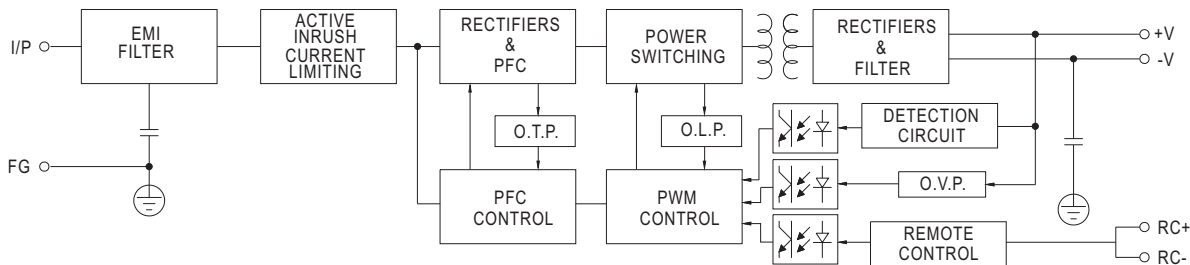 I/P
EMI
FILTER
ACTIVE
INRUSH
CURRENT
LIMITING
RECTIFIERS
&
PFC
POWER
SWITCHING
RECTIFIERS
&
FILTER
+V
-V
O.T.P.
O.L.P.
DETECTION
CIRCUIT
FG
PFC
CONTROL
PWM
CONTROL
O.V.P.
REMOTE
CONTROL
RC+
RC-